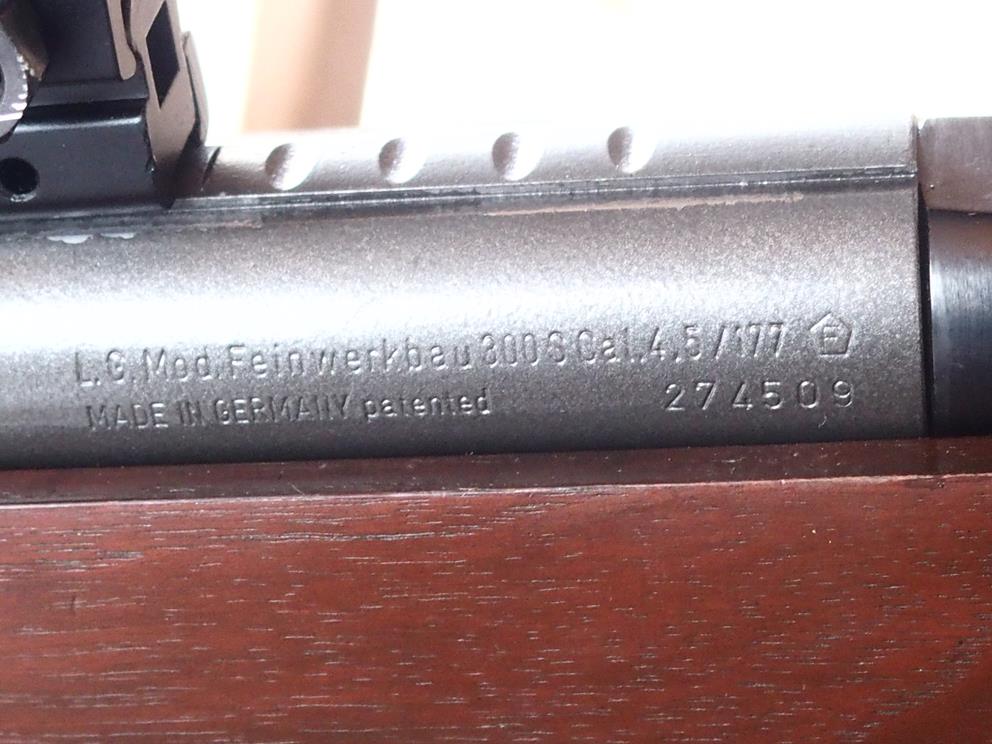 L.G. Mod. Feinwerkbau 300 S Cal. 4,5/177 F
MADE IN GERMANY patented 274509